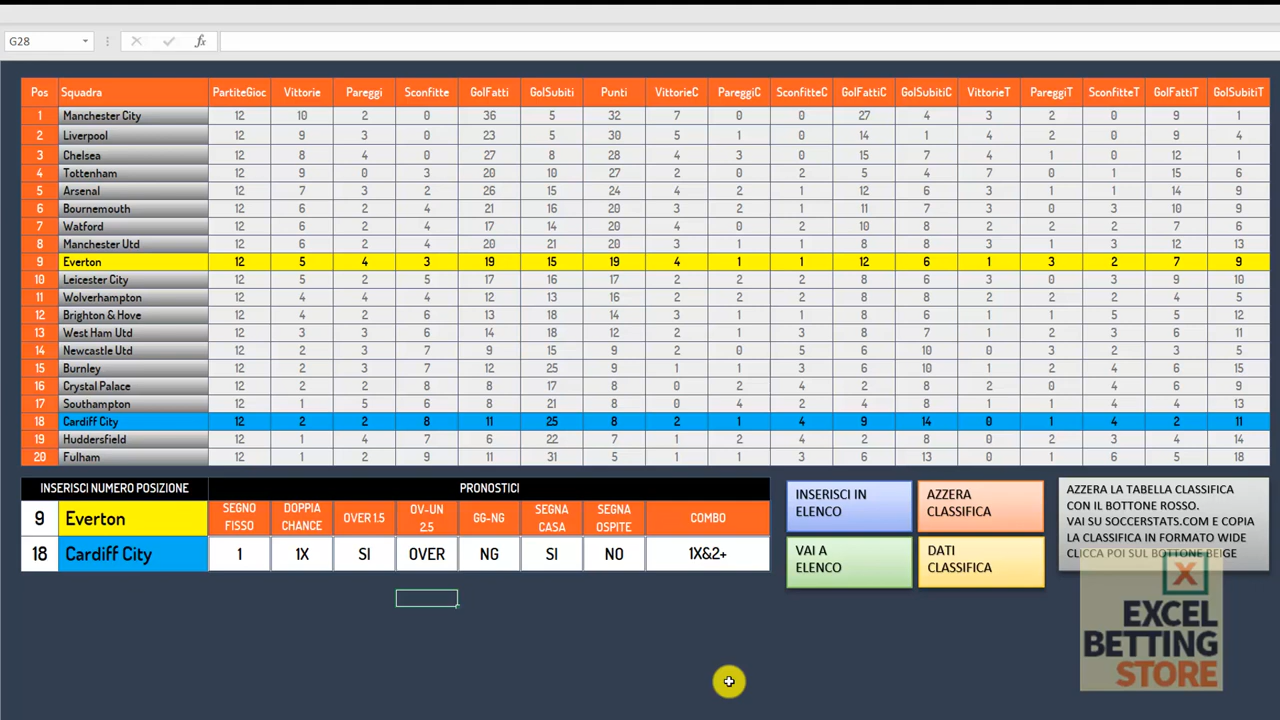 G28
fx
Pos Squadra PartiteGioc Vittorie Pareggi Sconfitte GolFatti GolSubiti Punti VittorieC PareggiC SconfitteC GolFattiC GolSubitiC VittorieT PareggiT SconfitteT GolFattiT GolSubitiT
1 Manchester City 12 10 2 0 36 5 32 7 0 0 27 4 3 2 0 9 1
2 Liverpool 12 9 3 0 23 5 30 5 1 0 14 1 4 2 0 9 4
3 Chelsea 12 8 4 0 27 8 28 4 3 0 15 7 4 1 0 12 1
4 Tottenham 12 9 0 3 20 10 27 2 0 2 5 4 7 0 1 15 6
5 Arsenal 12 7 3 2 26 15 24 4 2 1 12 6 3 1 1 14 9
6 Bournemouth 12 6 2 4 21 16 20 3 2 1 11 7 3 0 3 10 9
7 Watford 12 6 2 4 17 14 20 4 0 2 10 8 2 2 2 7 6
8 Manchester Utd 12 6 2 4 20 21 20 3 1 1 8 8 3 1 3 12 13
9 Everton 12 5 4 3 19 15 19 4 1 1 12 6 1 3 2 7 9
10 Leicester City 12 5 2 5 17 16 17 2 2 2 8 6 3 0 3 9 10
11 Wolverhampton 12 4 4 4 12 13 16 2 2 2 8 8 2 2 2 4 5
12 Brighton & Hove 12 4 2 6 13 18 14 3 1 1 8 6 1 1 5 5 12
13 West Ham Utd 12 3 3 6 14 18 12 2 1 3 8 7 1 2 3 6 11
14 Newcastle Utd 12 2 3 7 9 15 9 2 0 5 6 10 0 3 2 3 5
15 Burnley 12 2 3 7 12 25 9 1 1 3 6 10 1 2 4 6 15
16 Crystal Palace 12 2 2 8 8 17 8 0 2 4 2 8 2 0 4 6 9
17 Southampton 12 1 5 6 8 21 8 0 4 2 4 8 1 1 4 4 13
18 Cardiff City 12 2 2 8 11 25 8 2 1 4 9 14 0 1 4 2 11
19 Huddersfield 12 1 4 7 6 22 7 1 2 4 2 8 0 2 3 4 14
20 Fulham 12 1 2 9 11 31 5 1 1 3 6 13 0 1 6 5 18
INSERISCI NUMERO POSIZIONE PRONOSTICI
9 Everton SEGNO FISSO DOPPIA CHANCE OVER 1.5 OV-UN 2.5 GG-NG SEGNA CASA SEGNA OSPITE COMBO
18 Cardiff City 1 1X SI OVER NG SI NO 1X&2+
INSERISCI IN
ELENCO
AZZERA
CLASSIFICA
VAI A
ELENCO
DATI
CLASSIFICA
AZZERA LA TABELLA CLASSIFICA
CON IL BOTTONE ROSSO.
VAI SU SOCCERSTATS.COM E COPIA
LA CLASSIFICA IN FORMATO WIDE
CLICCA POI SUL BOTTONE BEIGE
X
EXCEL
BETTING
STORE